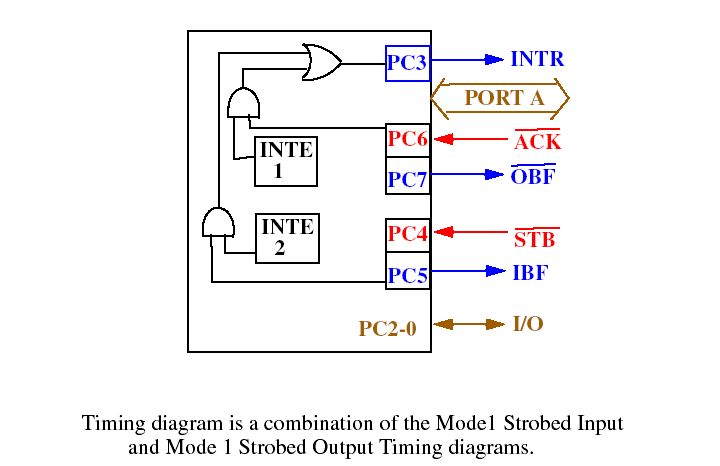 PC3 INTR
PORT A
INTE
1
PC6 ACK
PC7 OBF
INTE
2
PC4 STB
PC5 IBF
PC2-0 I/O
Timing diagram is a combination of the Mode1 Strobed Input
and Mode 1 Strobed Output Timing diagrams.